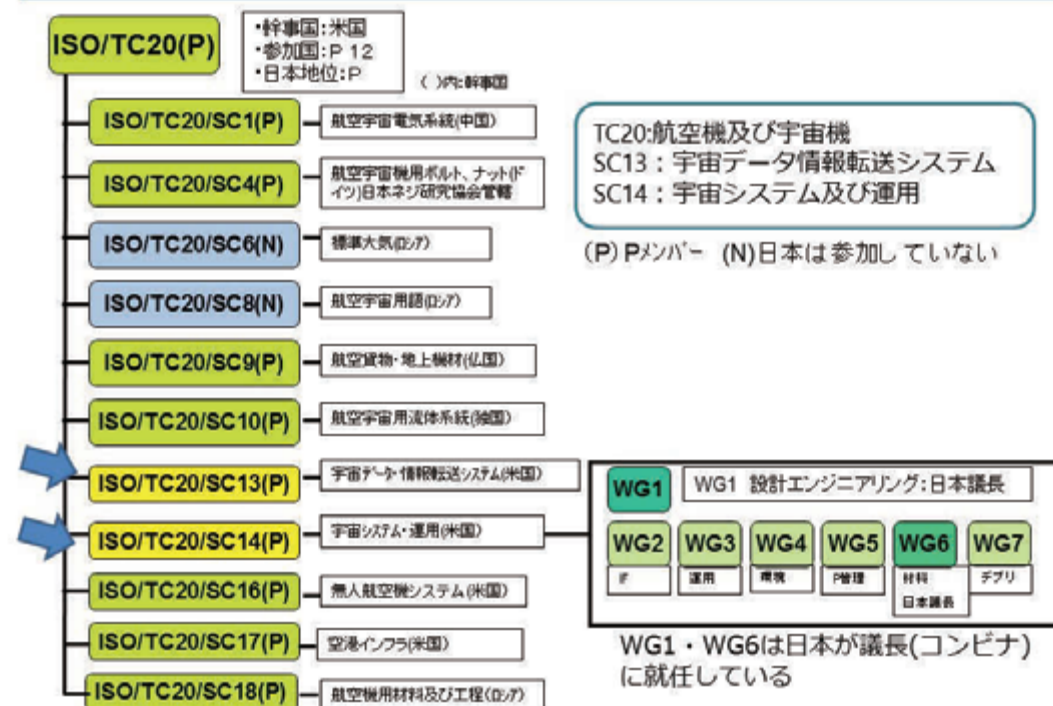 ISO/TC20(P)
・幹事国:米国
・参加国:P 12
・日本地位:P
( )内:幹事国
ISO/TC20/SC1(P)
航空宇宙電気系統(中国)
ISO/TC20/SC4(P)
航空宇宙機用ボルト、ナット(ド
イツ)日本ネジ研究協会管轄
ISO/TC20/SC6(N)
標準大気(ロシア)
ISO/TC20/SC8(N)
航空宇宙用語(ロシア)
ISO/TC20/SC9(P)
航空貨物・地上機材(仏国)
ISO/TC20/SC10(P)
航空宇宙用流体系統(独国)
ISO/TC20/SC13(P)
宇宙データ・情報転送システム(米国)
ISO/TC20/SC14(P)
宇宙システム・運用(米国)
ISO/TC20/SC16(P)
無人航空機システム(米国)
ISO/TC20/SC17(P)
空港インフラ(米国)
ISO/TC20/SC18(P)
航空機用材料及び工程(ロシア)
TC20:航空機及び宇宙機
SC13：宇宙データ情報転送システム
SC14：宇宙システム及び運用
(P) Pメンバー (N)日本は参加していない
WG1
WG1 設計エンジニアリング:日本議長
WG2 WG3 WG4 WG5 WG6 WG7
IF 運用 環境 P管理 材料 デブリ
日本議長
WG1・WG6は日本が議長(コンビナ)
に就任している